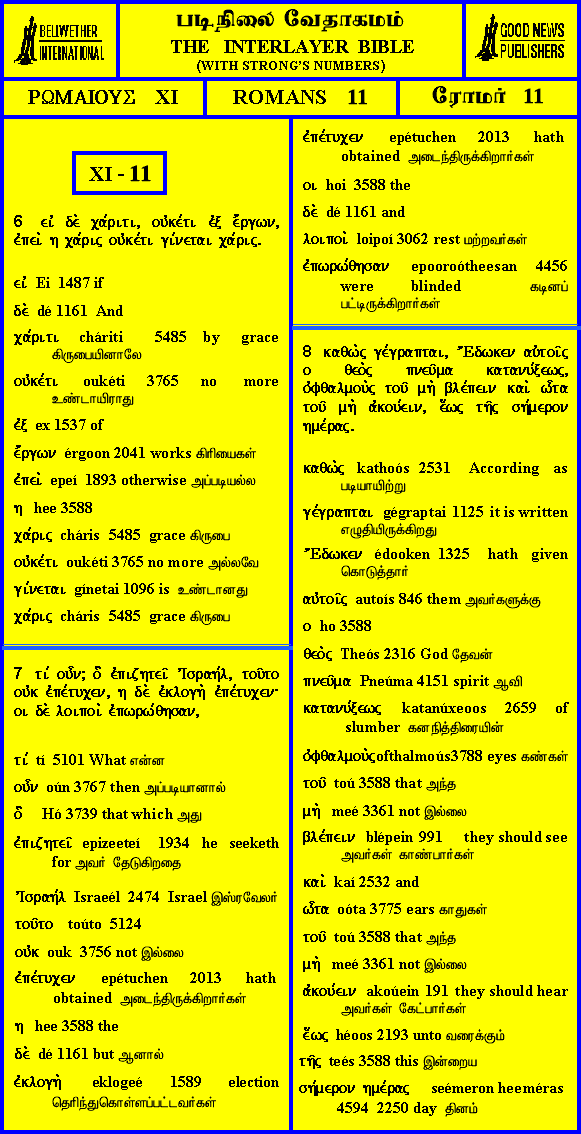 BELLWETHER
INTERNATIONAL
படிநிலை வேதாகமம்
THE INTERLAYER BIBLE
(WITH STRONG'S NUMBERS)
GOOD NEWS
PUBLISHERS
ΡΩΜΑΙΟΥΣ XI
ROMANS 11
ரோமர் 11
XI - 11
6 εἰ δὲ χάριτι, οὐκέτι ἐξ ἔργων,
ἐπεὶ η χάρις οὐκέτι γίνεται χάρις.
εἰ Ei 1487 if
δὲ dé 1161 And
χάριτι cháriti 5485 by grace
கிருபையினாலே
οὐκέτι oukéti 3765 no more
உண்டாயிராது
ἐξ ex 1537 of
ἔργων érgoon 2041 works கிரியைகள்
ἐπεὶ epeí 1893 otherwise அப்படியல்ல
η hee 3588
χάρις cháris 5485 grace கிருபை
οὐκέτι oukéti 3765 no more அல்லவே
γίνεται gínetai 1096 is உண்டானது
χάρις cháris 5485 grace கிருபை
7 τί οὖν; ὃ ἐπιζητεῖ Ἰσραήλ, τοῦτο
οὐκ ἐπέτυχεν, η δὲ ἐκλογὴ ἐπέτυχεν·
οι δὲ λοιποὶ ἐπωρώθησαν,
τί tí 5101 What என்ன
οὖν oún 3767 then அப்படியானால்
ὃ Hó 3739 that which அது
ἐπιζητεῖ epizeeteí 1934 he seeketh
for அவர் தேடுகிறதை
Ἰσραήλ Israeél 2474 Israel இஸ்ரவேலர்
τοῦτο toúto 5124
οὐκ ouk 3756 not இல்லை
ἐπέτυχεν epétuchen 2013 hath
obtained அடைந்திருக்கிறார்கள்
η hee 3588 the
δὲ dé 1161 but ஆனால்
ἐκλογὴ eklogeé 1589 election
தெரிந்துகொள்ளப்பட்டவர்கள்
ἐπέτυχεν epétuchen 2013 hath
obtained அடைந்திருக்கிறார்கள்
οι hoi 3588 the
δὲ dé 1161 and
λοιποὶ loipoí 3062 rest மற்றவர்கள்
ἐπωρώθησαν epooroótheesan 4456
were blinded கடினப்
பட்டிருக்கிறார்கள்
8 καθὼς γέγραπται, Ἔδωκεν αὐτοῖς
ο θεὸς πνεῦμα κατανύξεως,
ὀφθαλμοὺς τοῦ μὴ βλέπειν καὶ ὦτα
τοῦ μὴ ἀκούειν, ἕως τῆς σήμερον
ημέρας.
καθὼς kathoós 2531 According as
படியாயிற்று
γέγραπται gégraptai 1125 it is written
எழுதியிருக்கிறது
Ἔδωκεν édooken 1325 hath given
கொடுத்தார்
αὐτοῖς autoís 846 them அவர்களுக்கு
ο ho 3588
θεὸς Theós 2316 God தேவன்
πνεῦμα Pneúma 4151 spirit ஆவி
κατανύξεως katanúxeoos 2659 of
slumber கனநித்திரையின்
ὀφθαλμοὺς ofthalmoús 3788 eyes கண்கள்
τοῦ toú 3588 that அந்த
μὴ meé 3361 not இல்லை
βλέπειν blépein 991 they should see
அவர்கள் காண்பார்கள்
καὶ kaí 2532 and
ὦτα oóta 3775 ears காதுகள்
τοῦ toú 3588 that அந்த
μὴ meé 3361 not இல்லை
ἀκούειν akoúein 191 they should hear
அவர்கள் கேட்பார்கள்
ἕως héoos 2193 unto வரைக்கும்
τῆς teés 3588 this இன்றைய
σήμερον ημέρας seémeron heeméras
4594 2250 day தினம்